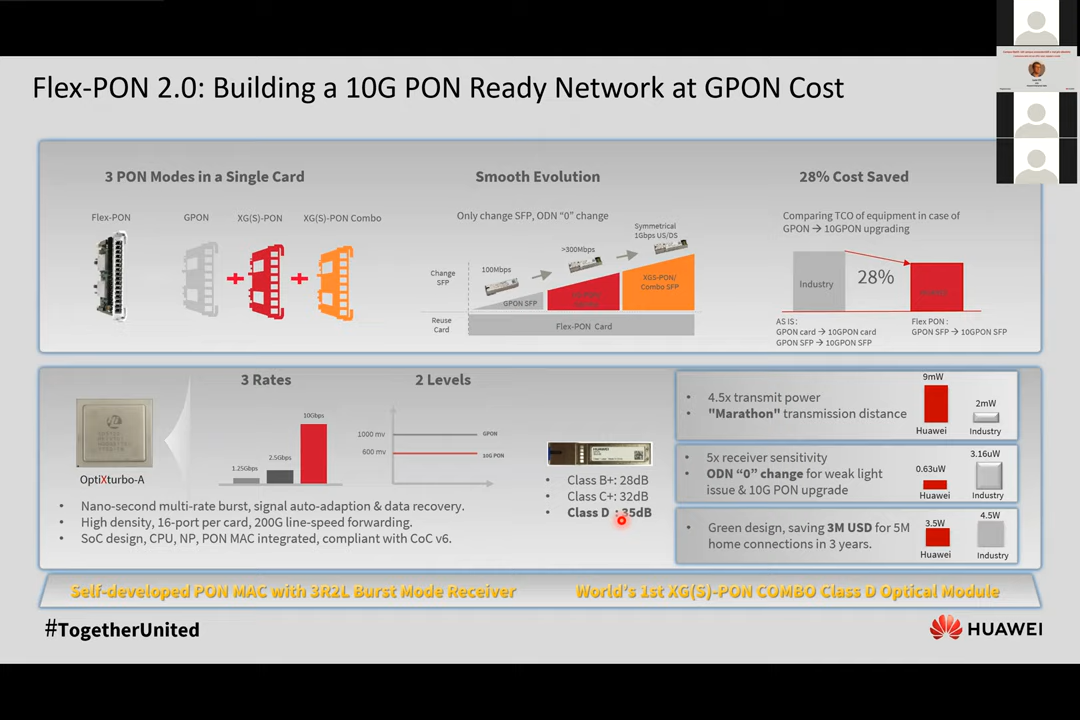 Flex-PON 2.0: Building a 10G PON Ready Network at GPON Cost
3 PON Modes in a Single Card
Flex-PON
GPON
XG(S)-PON
XG(S)-PON Combo
Smooth Evolution
Only change SFP, ODN “0” change
Symmetrical
1Gbps US/DS
>300Mbps
100Mbps
Change
SFP
GPON SFP
XGS-PON/
Combo SFP
Reuse
Card
Flex-PON Card
28% Cost Saved
Comparing TCO of equipment in case of
GPON → 10GPON upgrading
Industry
28%
AS IS:
GPON card → 10GPON card
GPON SFP → 10GPON SFP
Flex PON:
GPON SFP → 10GPON SFP
3 Rates
10Gbps
2.5Gbps
1.25Gbps
2 Levels
1000 mv
GPON
600 mv
10G PON
OptiXturbo-A
• Nano-second multi-rate burst, signal auto-adaption & data recovery.
• High density, 16-port per card, 200G line-speed forwarding.
• SoC design, CPU, NP, PON MAC integrated, compliant with CoC v6.
HUAWEI
• Class B+: 28dB
• Class C+: 32dB
• Class D : 35dB
• 4.5x transmit power
• "Marathon" transmission distance
9mW
Huawei
2mW
Industry
• 5x receiver sensitivity
• ODN “0” change for weak light
issue & 10G PON upgrade
0.63uW
Huawei
3.16uW
Industry
• Green design, saving 3M USD for 5M
home connections in 3 years.
3.5W
Huawei
4.5W
Industry
Self-developed PON MAC with 3R2L Burst Mode Receiver
World's 1st XG(S)-PON COMBO Class D Optical Module
#TogetherUnited
HUAWEI